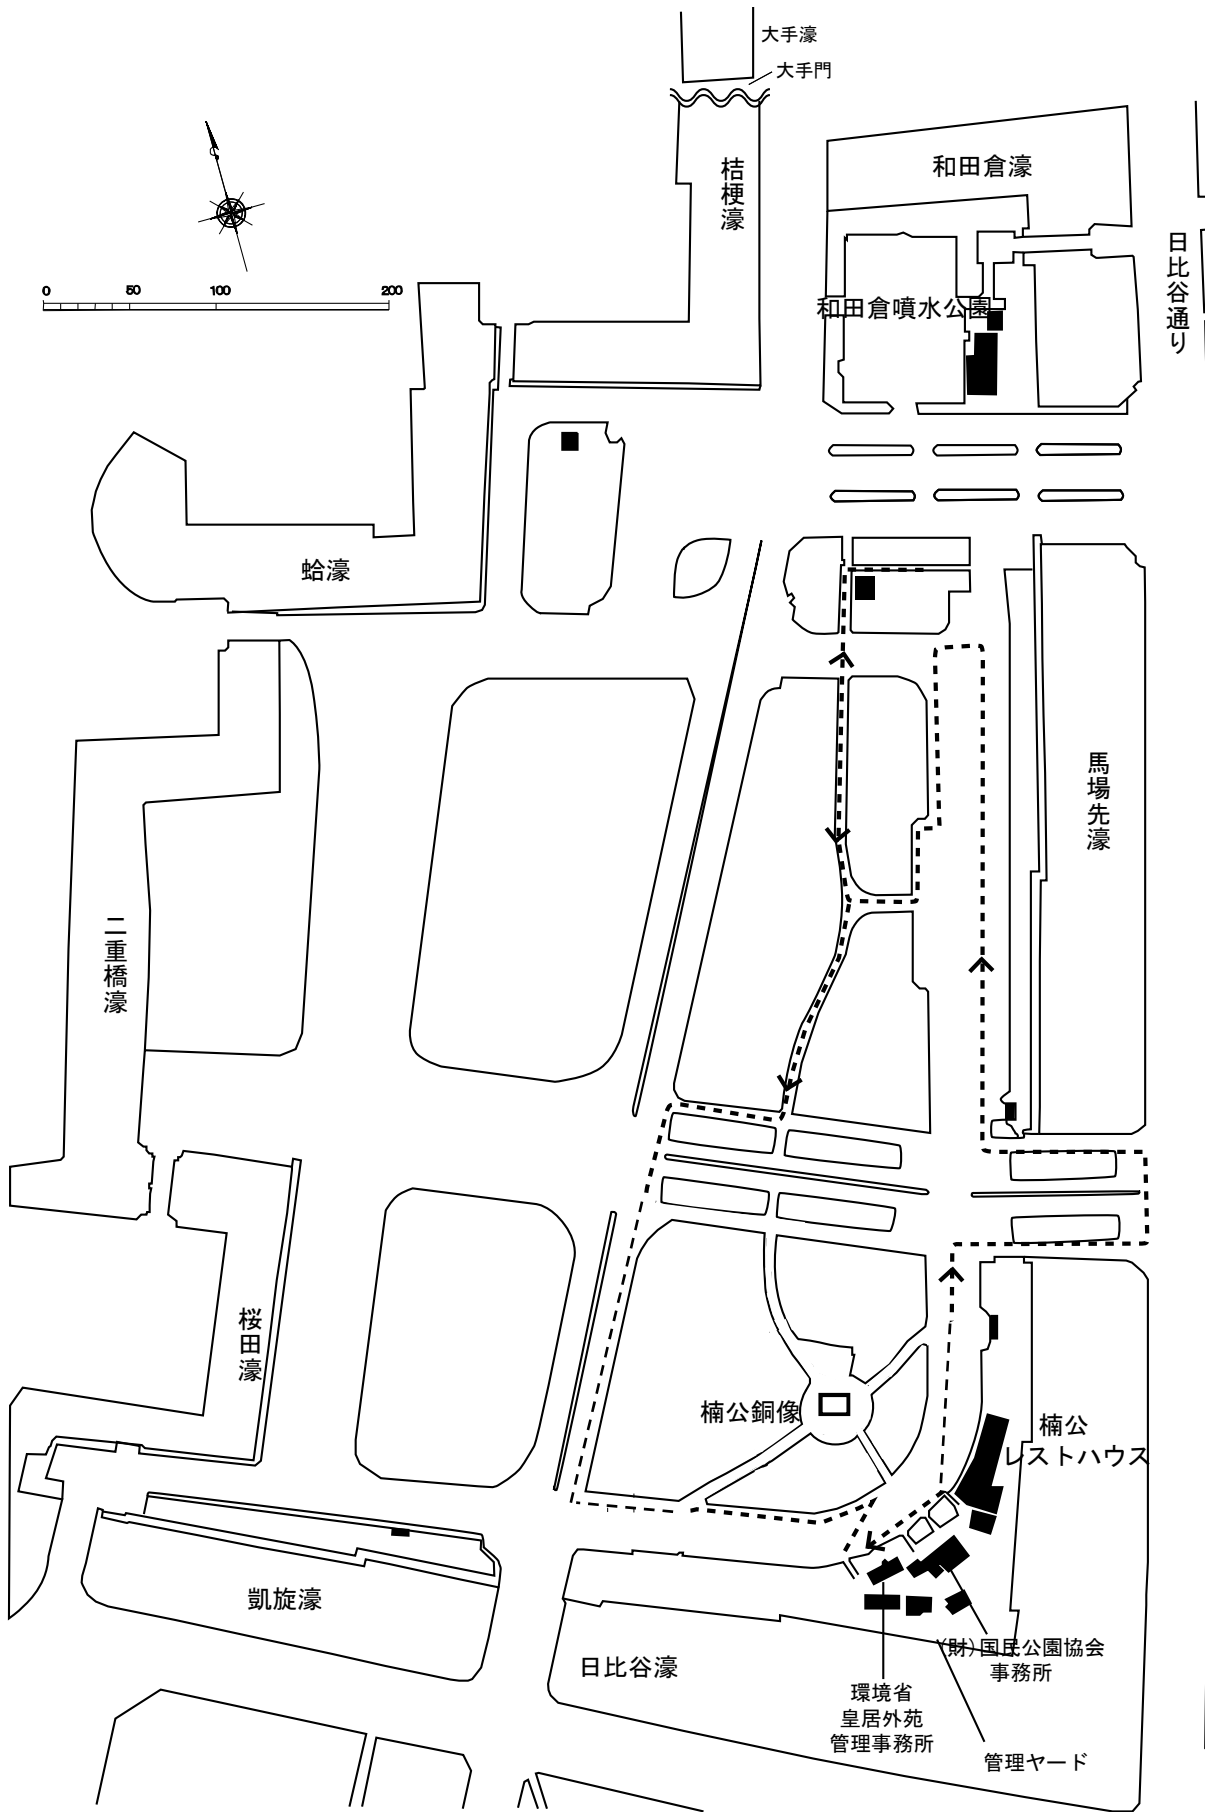 大手濠
大手門
桔梗濠
和田倉濠
日比谷通り
0 50 100 200
和田倉噴水公園
蛤濠
馬場先濠
二重橋濠
桜田濠
楠公銅像
楠公
レストハウス
凱旋濠
日比谷濠
(財)国民公園協会
事務所
環境省
皇居外苑
管理事務所
管理ヤード